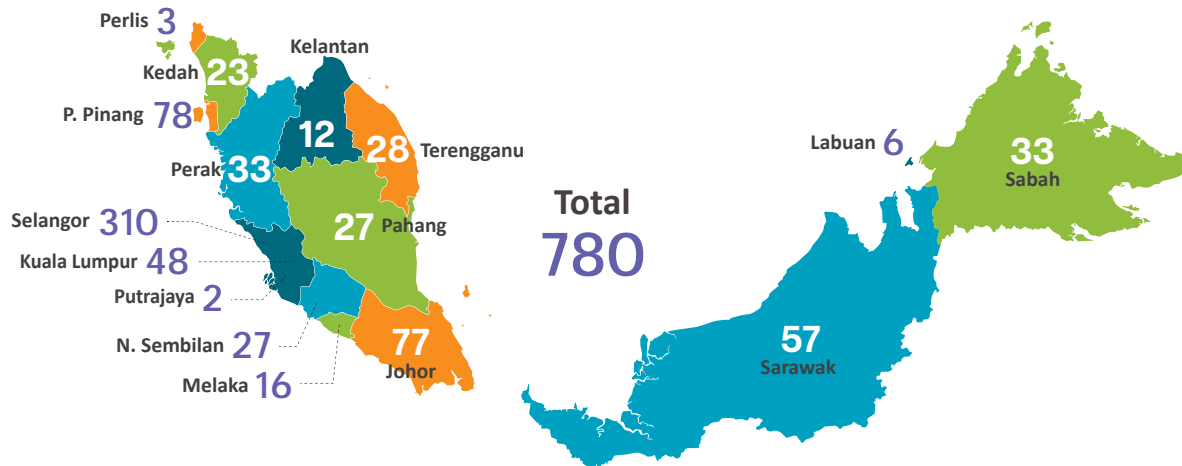 Perlis 3
Kelantan
Kedah 23
P. Pinang 78
12
28 Terengganu
Perak 33
Labuan 6
33
Sabah
Total
780
Selangor 310
27 Pahang
Kuala Lumpur 48
Putrajaya 2
N. Sembilan 27
77
Johor
Melaka 16
57
Sarawak